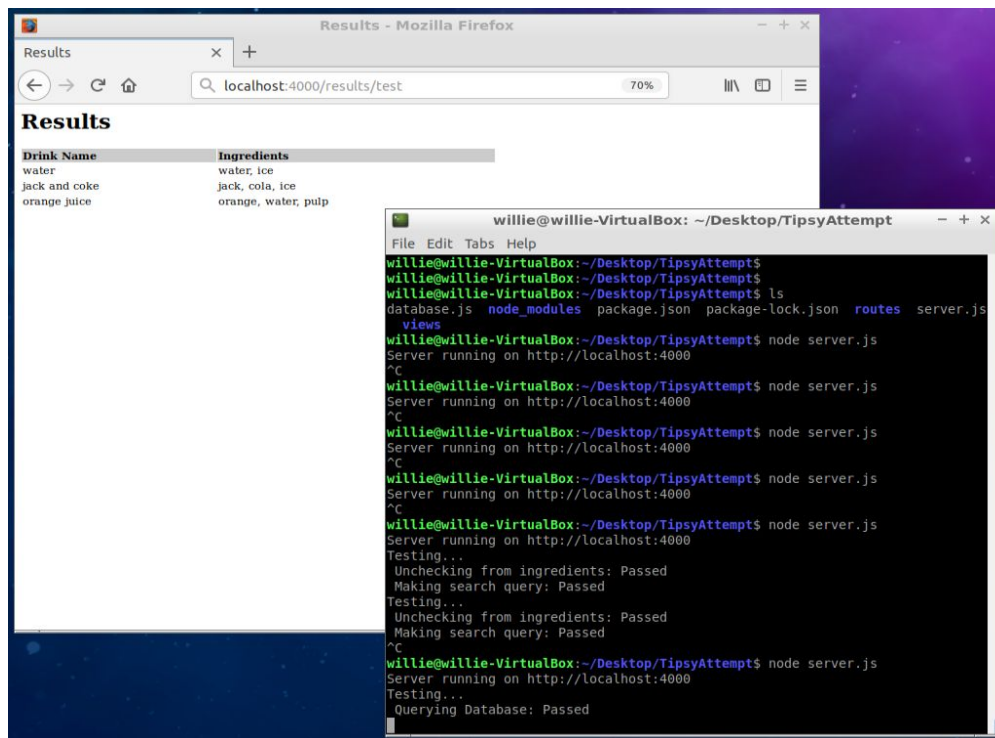 Results - Mozilla Firefox
Results
localhost:4000/results/test
70%
Results
Drink Name Ingredients
water water, ice
jack and coke jack, cola, ice
orange juice orange, water, pulp
willie@willie-VirtualBox: ~/Desktop/TipsyAttempt
File Edit Tabs Help
willie@willie-VirtualBox:~/Desktop/TipsyAttempt$
willie@willie-VirtualBox:~/Desktop/TipsyAttempt$
willie@willie-VirtualBox:~/Desktop/TipsyAttempt$ ls
database.js node_modules package.json package-lock.json routes server.js
views
willie@willie-VirtualBox:~/Desktop/TipsyAttempt$ node server.js
Server running on http://localhost:4000
^C
willie@willie-VirtualBox:~/Desktop/TipsyAttempt$ node server.js
Server running on http://localhost:4000
^C
willie@willie-VirtualBox:~/Desktop/TipsyAttempt$ node server.js
Server running on http://localhost:4000
^C
willie@willie-VirtualBox:~/Desktop/TipsyAttempt$ node server.js
Server running on http://localhost:4000
^C
willie@willie-VirtualBox:~/Desktop/TipsyAttempt$ node server.js
Server running on http://localhost:4000
Testing...
Unchecking from ingredients: Passed
Making search query: Passed
Testing...
Unchecking from ingredients: Passed
Making search query: Passed
^C
willie@willie-VirtualBox:~/Desktop/TipsyAttempt$ node server.js
Server running on http://localhost:4000
Testing...
Querying Database: Passed